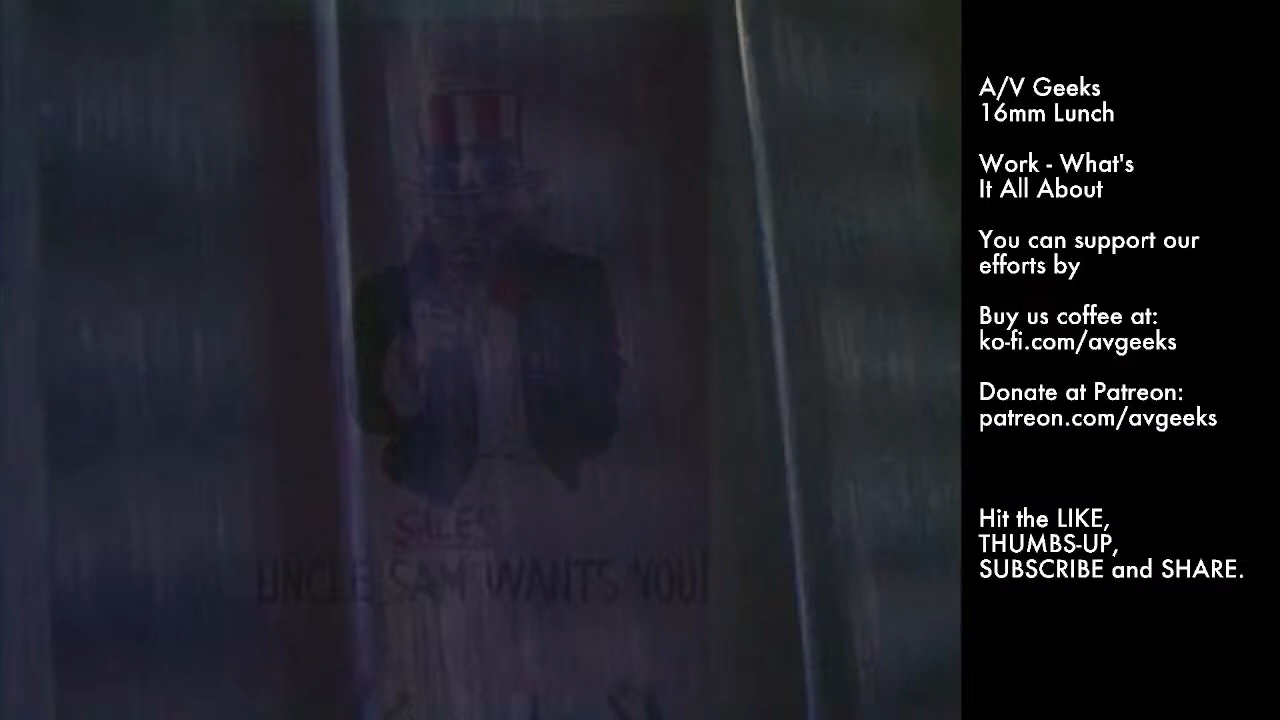 SALES
UNCLE SAM WANTS YOU!
A/V Geeks
16mm Lunch
Work - What's
It All About
You can support our
efforts by
Buy us coffee at:
ko-fi.com/avgeeks
Donate at Patreon:
patreon.com/avgeeks
Hit the LIKE,
THUMBS-UP,
SUBSCRIBE and SHARE.